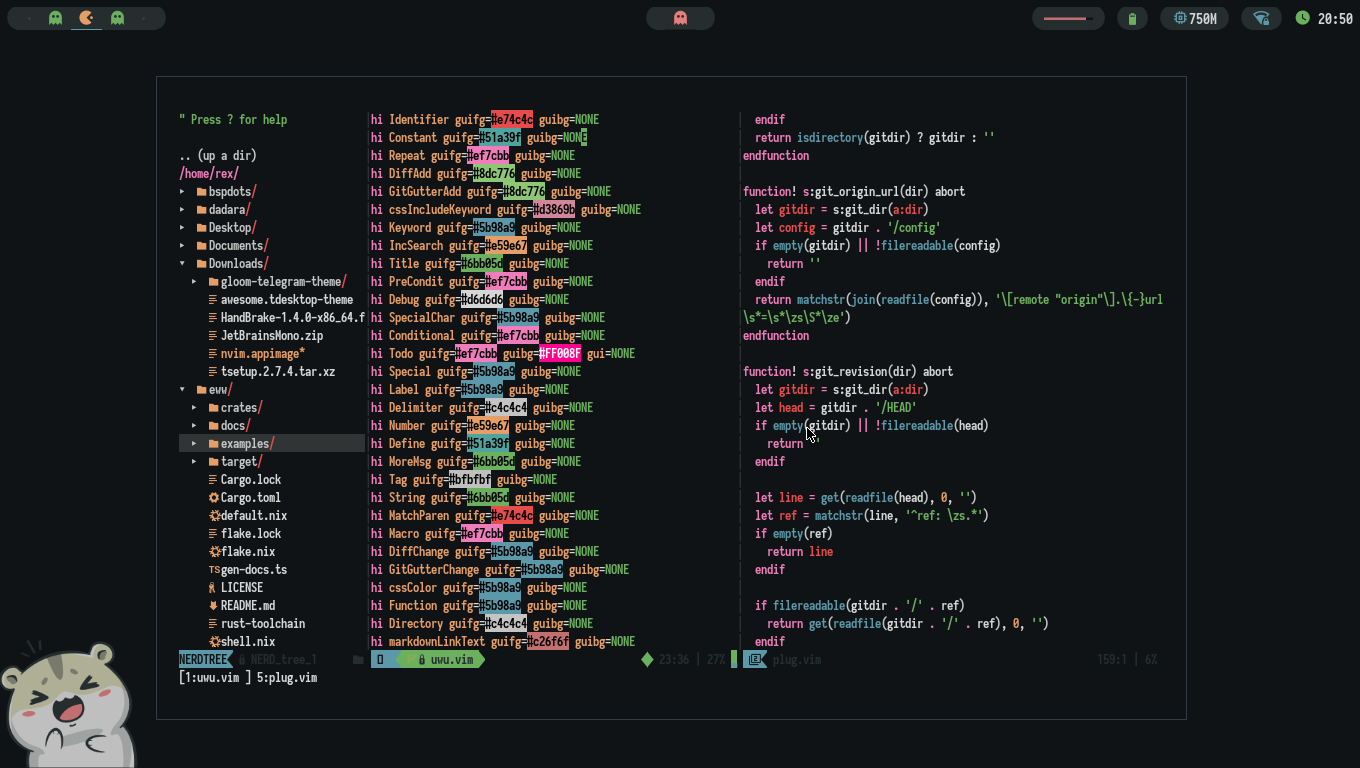 750M
20:50
" Press ? for help
.. (up a dir)
/home/rex/
bspdots/
dadara/
Desktop/
Documents/
Downloads/
gloom-telegram-theme/
awesome.tdesktop-theme
HandBrake-1.4.0-x86_64.f
JetBrainsMono.zip
nvim.appimage*
tsetup.2.7.4.tar.xz
eww/
crates/
docs/
examples/
target/
Cargo.lock
Cargo.toml
default.nix
flake.lock
flake.nix
TS gen-docs.ts
LICENSE
README.md
rust-toolchain
shell.nix
NERDTREE NERD_tree_1
hi Identifier guifg=#e74c4c guibg=NONE
hi Constant guifg=#51a39f guibg=NONE
hi Repeat guifg=#ef7cbb guibg=NONE
hi DiffAdd guifg=#8dc776 guibg=NONE
hi GitGutterAdd guifg=#8dc776 guibg=NONE
hi cssIncludeKeyword guifg=#d3869b guibg=NONE
hi Keyword guifg=#5b98a9 guibg=NONE
hi IncSearch guifg=#e59e67 guibg=NONE
hi Title guifg=#6bb05d guibg=NONE
hi PreCondit guifg=#ef7cbb guibg=NONE
hi Debug guifg=#d6d6d6 guibg=NONE
hi SpecialChar guifg=#5b98a9 guibg=NONE
hi Conditional guifg=#ef7cbb guibg=NONE
hi Todo guifg=#ef7cbb guibg=#FF008F gui=NONE
hi Special guifg=#5b98a9 guibg=NONE
hi Label guifg=#5b98a9 guibg=NONE
hi Delimiter guifg=#c4c4c4 guibg=NONE
hi Number guifg=#e59e67 guibg=NONE
hi Define guifg=#51a39f guibg=NONE
hi MoreMsg guifg=#6bb05d guibg=NONE
hi Tag guifg=#bfbfbf guibg=NONE
hi String guifg=#6bb05d guibg=NONE
hi MatchParen guifg=#e74c4c guibg=NONE
hi Macro guifg=#ef7cbb guibg=NONE
hi DiffChange guifg=#5b98a9 guibg=NONE
hi GitGutterChange guifg=#5b98a9 guibg=NONE
hi cssColor guifg=#5b98a9 guibg=NONE
hi Function guifg=#5b98a9 guibg=NONE
hi Directory guifg=#c4c4c4 guibg=NONE
hi markdownLinkText guifg=#c26f6f guibg=NONE
uwu.vim 23:36 | 27%
endif
return isdirectory(gitdir) ? gitdir : ''
endfunction
function! s:git_origin_url(dir) abort
let gitdir = s:git_dir(a:dir)
let config = gitdir . '/config'
if empty(gitdir) || !filereadable(config)
return ''
endif
return matchstr(join(readfile(config)), '\[remote "origin"\].\{-}url
\s*=\s*\zs\S*\ze')
endfunction
function! s:git_revision(dir) abort
let gitdir = s:git_dir(a:dir)
let head = gitdir . '/HEAD'
if empty(gitdir) || !filereadable(head)
return ''
endif
let line = get(readfile(head), 0, '')
let ref = matchstr(line, '^ref: \zs.*')
if empty(ref)
return line
endif
if filereadable(gitdir . '/' . ref)
return get(readfile(gitdir . '/' . ref), 0, '')
endif
plug.vim 159:1 | 6%
[1:uwu.vim ] 5:plug.vim